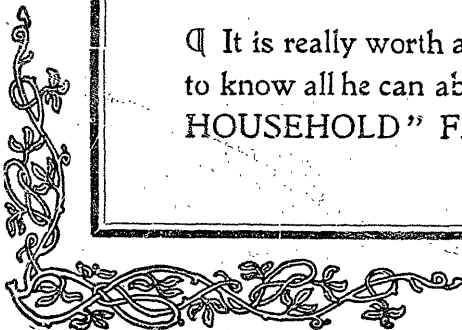 ¶ It is really worth a
to know all he can ab
HOUSEHOLD” F